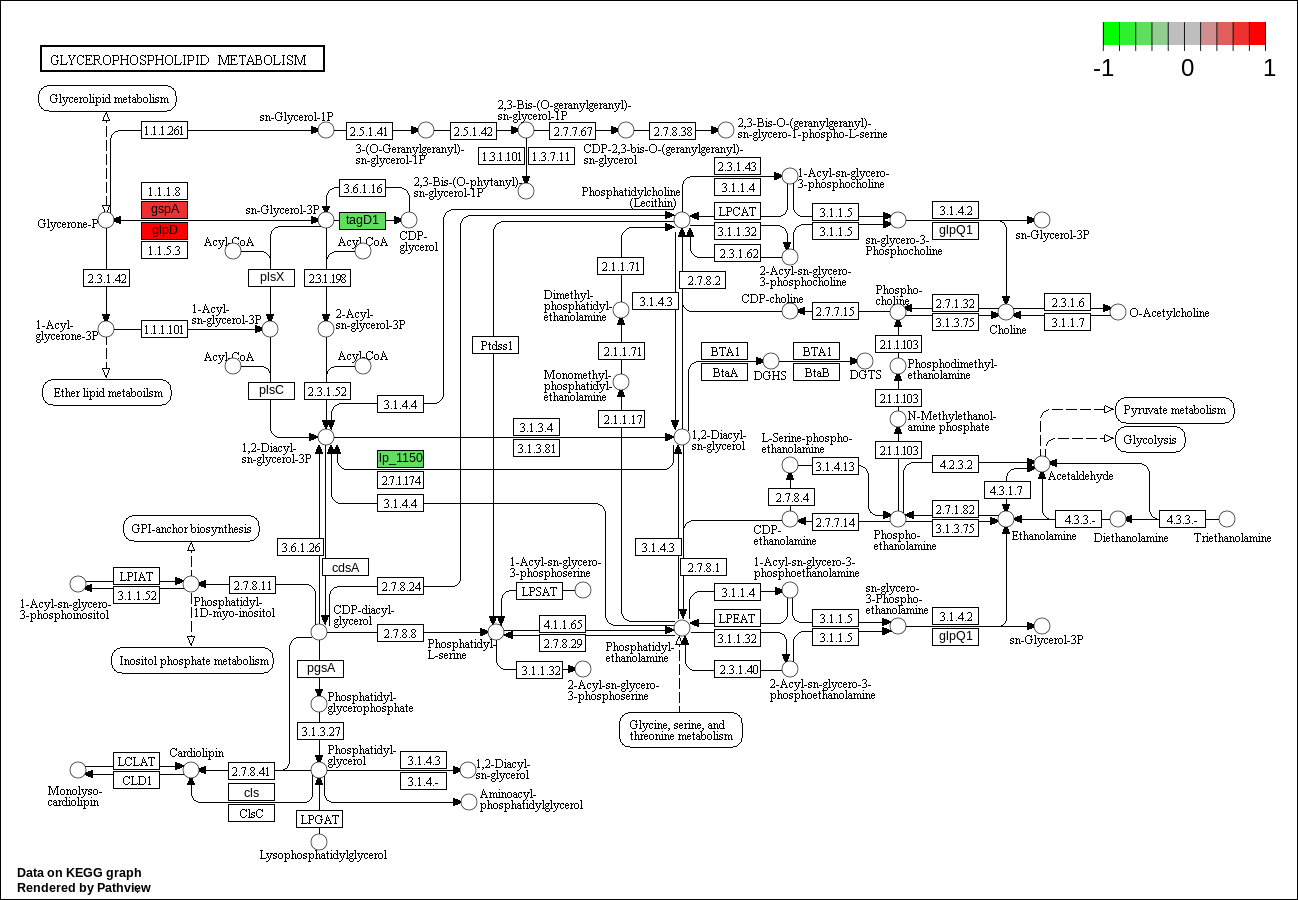 GLYCEROPHOSPHOLIPID METABOLISM
-1
0
1
Glycerolipid metabolism
1.1.1.261
sn-Glycerol-1P
2.5.1.41
3-(O-Geranylgeranyl)-
sn-glycerol-1P
2.5.1.42
2,3-Bis-(O-geranylgeranyl)-
sn-glycerol-1P
2.7.7.67
CDP-2,3-bis-O-(geranylgeranyl)-
sn-glycerol
2.7.8.38
2,3-Bis-O-(geranylgeranyl)-
sn-glycero-1-phospho-L-serine
1.3.1.101
1.3.7.11
2,3-Bis-(O-phytanyl)-
sn-glycerol-1P
1.1.1.8
gspA
glpD
1.1.5.3
Glycerone-P
sn-Glycerol-3P
3.6.1.16
tagD1
CDP-
glycerol
Acyl-CoA
Acyl-CoA
plsX
2.3.1.198
2.3.1.42
1-Acyl-
glycerone-3P
1.1.1.101
1-Acyl-
sn-glycerol-3P
2-Acyl-
sn-glycerol-3P
Acyl-CoA
Acyl-CoA
plsC
2.3.1.52
Ether lipid metaboilsm
3.1.4.4
1,2-Diacyl-
sn-glycerol-3P
3.1.3.4
3.1.3.81
lp_1150
2.7.1.174
3.1.4.4
Ptdss1
Phosphatidylcholine
(Lecithin)
2.3.1.43
3.1.1.4
LPCAT
3.1.1.32
2.3.1.62
1-Acyl-sn-glycero-
3-phosphocholine
2-Acyl-sn-glycero-
3-phosphocholine
3.1.1.5
3.1.1.5
sn-glycero-3-
Phosphocholine
3.1.4.2
glpQ1
sn-Glycerol-3P
2.1.1.71
2.7.8.2
3.1.4.3
Dimethyl-
phosphatidyl-
ethanolamine
2.1.1.71
Monomethyl-
phosphatidyl-
ethanolamine
2.1.1.17
CDP-choline
2.7.7.15
Phospho-
choline
2.7.1.32
3.1.3.75
Choline
2.3.1.6
3.1.1.7
O-Acetylcholine
BTA1
BtaA
DGHS
BTA1
BtaB
DGTS
2.1.1.103
Phosphodimethyl-
ethanolamine
2.1.1.103
N-Methylethanol-
amine phosphate
2.1.1.103
1,2-Diacyl-
sn-glycerol
L-Serine-phospho-
ethanolamine
3.1.4.13
2.7.8.4
CDP-
ethanolamine
2.7.7.14
Phospho-
ethanolamine
4.2.3.2
Pyruvate metabolism
Glycolysis
Acetaldehyde
4.3.1.7
2.7.1.82
3.1.3.75
Ethanolamine
4.3.3.-
Diethanolamine
4.3.3.-
Triethanolamine
GPI-anchor biosynthesis
3.6.1.26
cdsA
3.1.4.3
2.7.8.1
LPIAT
3.1.1.52
1-Acyl-sn-glycero-
3-phosphoinositol
Phosphatidyl-
1D-myo-inositol
2.7.8.11
Inositol phosphate metabolism
2.7.8.24
CDP-diacyl-
glycerol
2.7.8.8
1-Acyl-sn-glycero-
3-phosphoserine
LPSAT
Phosphatidyl-
L-serine
4.1.1.65
2.7.8.29
3.1.1.32
2-Acyl-sn-glycero-
3-phosphoserine
Phosphatidyl-
ethanolamine
1-Acyl-sn-glycero-3-
phosphoethanolamine
3.1.1.4
LPEAT
3.1.1.32
2.3.1.40
2-Acyl-sn-glycero-3-
phosphoethanolamine
3.1.1.5
3.1.1.5
sn-glycero-
3-Phospho-
ethanolamine
3.1.4.2
glpQ1
sn-Glycerol-3P
Glycine, serine, and
threonine metabolism
pgsA
Phosphatidyl-
glycerophosphate
3.1.3.27
Phosphatidyl-
glycerol
Cardiolipin
LCLAT
CLD1
Monolyso-
cardiolipin
2.7.8.41
cls
ClsC
3.1.4.3
3.1.4.-
1,2-Diacyl-
sn-glycerol
Aminoacyl-
phosphatidylglycerol
LPGAT
Lysophosphatidylglycerol
Data on KEGG graph
Rendered by Pathview